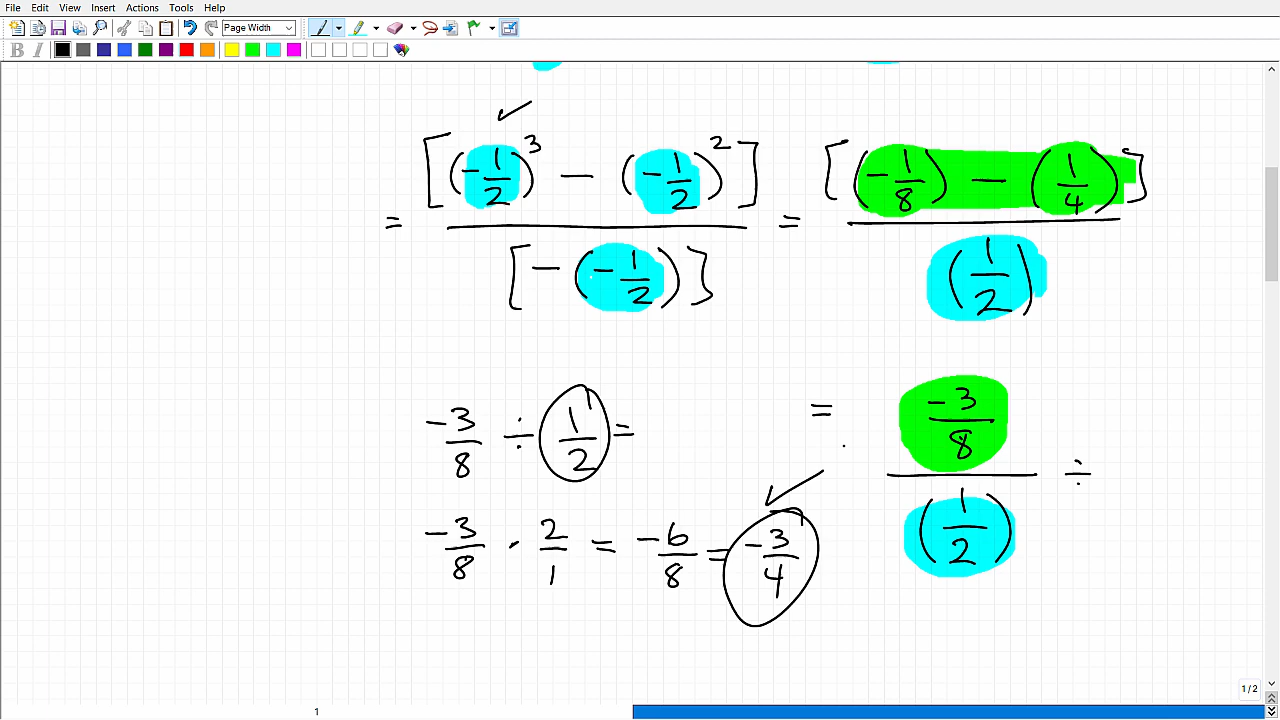 File Edit View Insert Actions Tools Help
Page Width
B I
= [(-1/2)^3 - (-1/2)^2] / [-(-1/2)] = [(-1/8) - (1/4)] / (1/2)
= (-3/8) / (1/2) ÷
-3/8 ÷ 1/2 =
-3/8 · 2/1 = -6/8 = -3/4
1/2
1